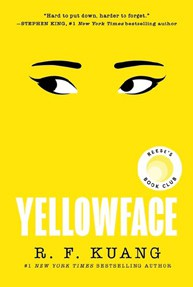 "Hard to put down, harder to forget."
—STEPHEN KING, #1 New York Times bestselling author
REESE'S
BOOK CLUB
YELLOWFACE
R. F. KUANG
#1 NEW YORK TIMES BESTSELLING AUTHOR